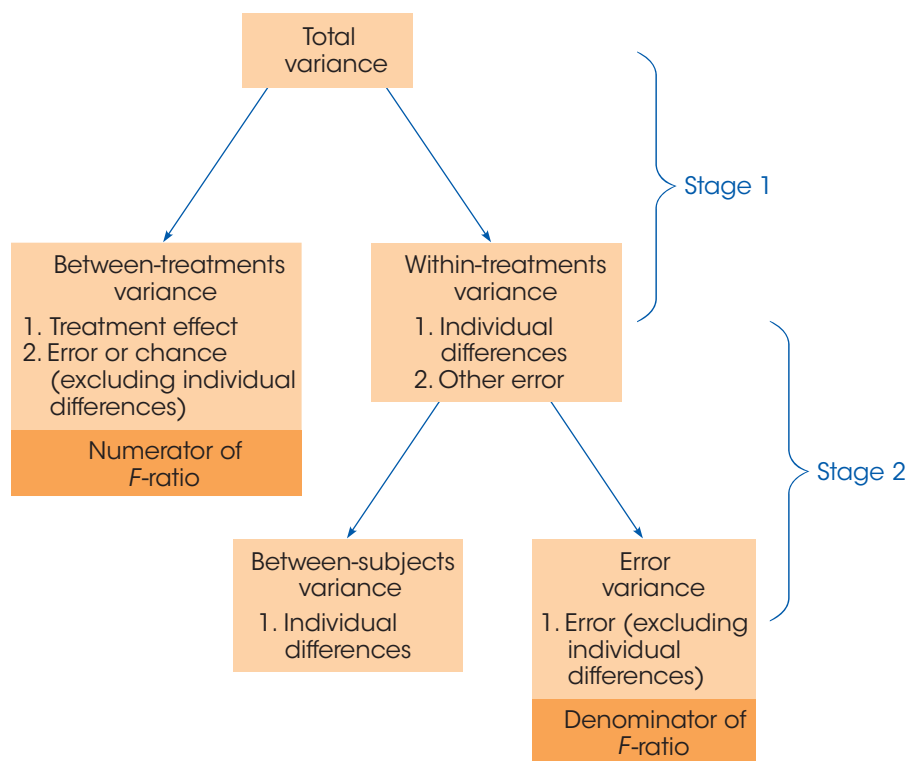 Total
variance
Stage 1
Between-treatments
variance
1. Treatment effect
2. Error or chance
(excluding individual
differences)
Numerator of
F-ratio
Within-treatments
variance
1. Individual
differences
2. Other error
Stage 2
Between-subjects
variance
1. Individual
differences
Error
variance
1. Error (excluding
individual
differences)
Denominator of
F-ratio